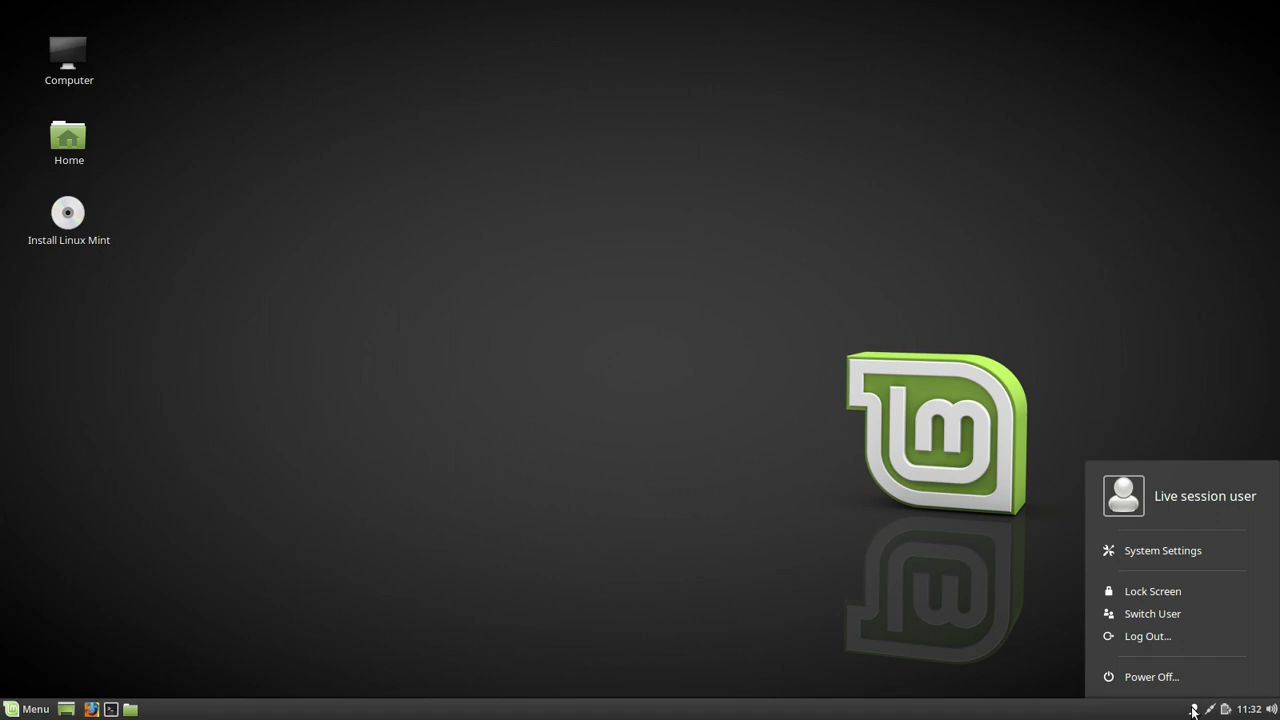 Computer
Home
Install Linux Mint
lm
Live session user
System Settings
Lock Screen
Switch User
Log Out...
Power Off...
Menu
11:32